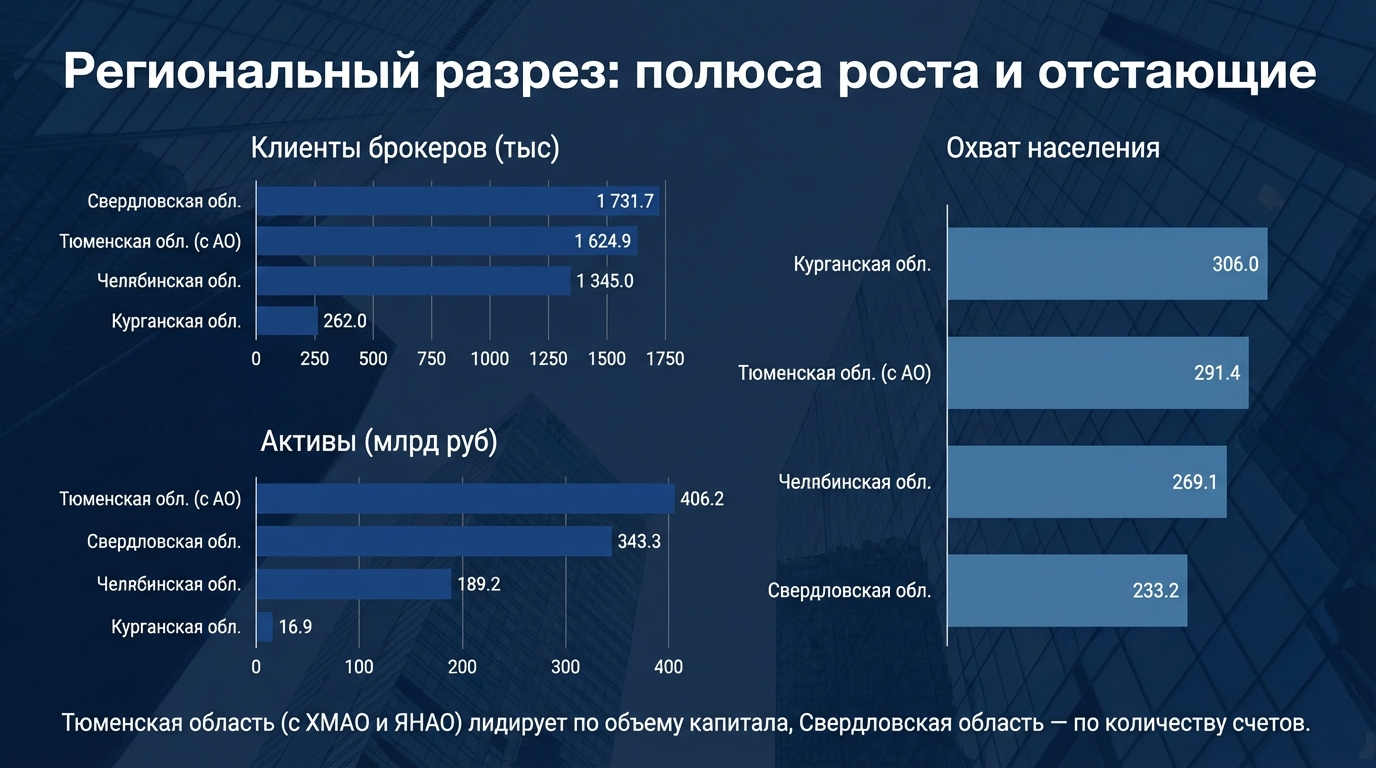 Региональный разрез: полюса роста и отстающие
Клиенты брокеров (тыс)
Свердловская обл. 1 731.7
Тюменская обл. (с АО) 1 624.9
Челябинская обл. 1 345.0
Курганская обл. 262.0
0 250 500 750 1000 1250 1500 1750
Активы (млрд руб)
Тюменская обл. (с АО) 406.2
Свердловская обл. 343.3
Челябинская обл. 189.2
Курганская обл. 16.9
0 100 200 300 400
Охват населения
Курганская обл. 306.0
Тюменская обл. (с АО) 291.4
Челябинская обл. 269.1
Свердловская обл. 233.2
Тюменская область (с ХМАО и ЯНАО) лидирует по объему капитала, Свердловская область — по количеству счетов.